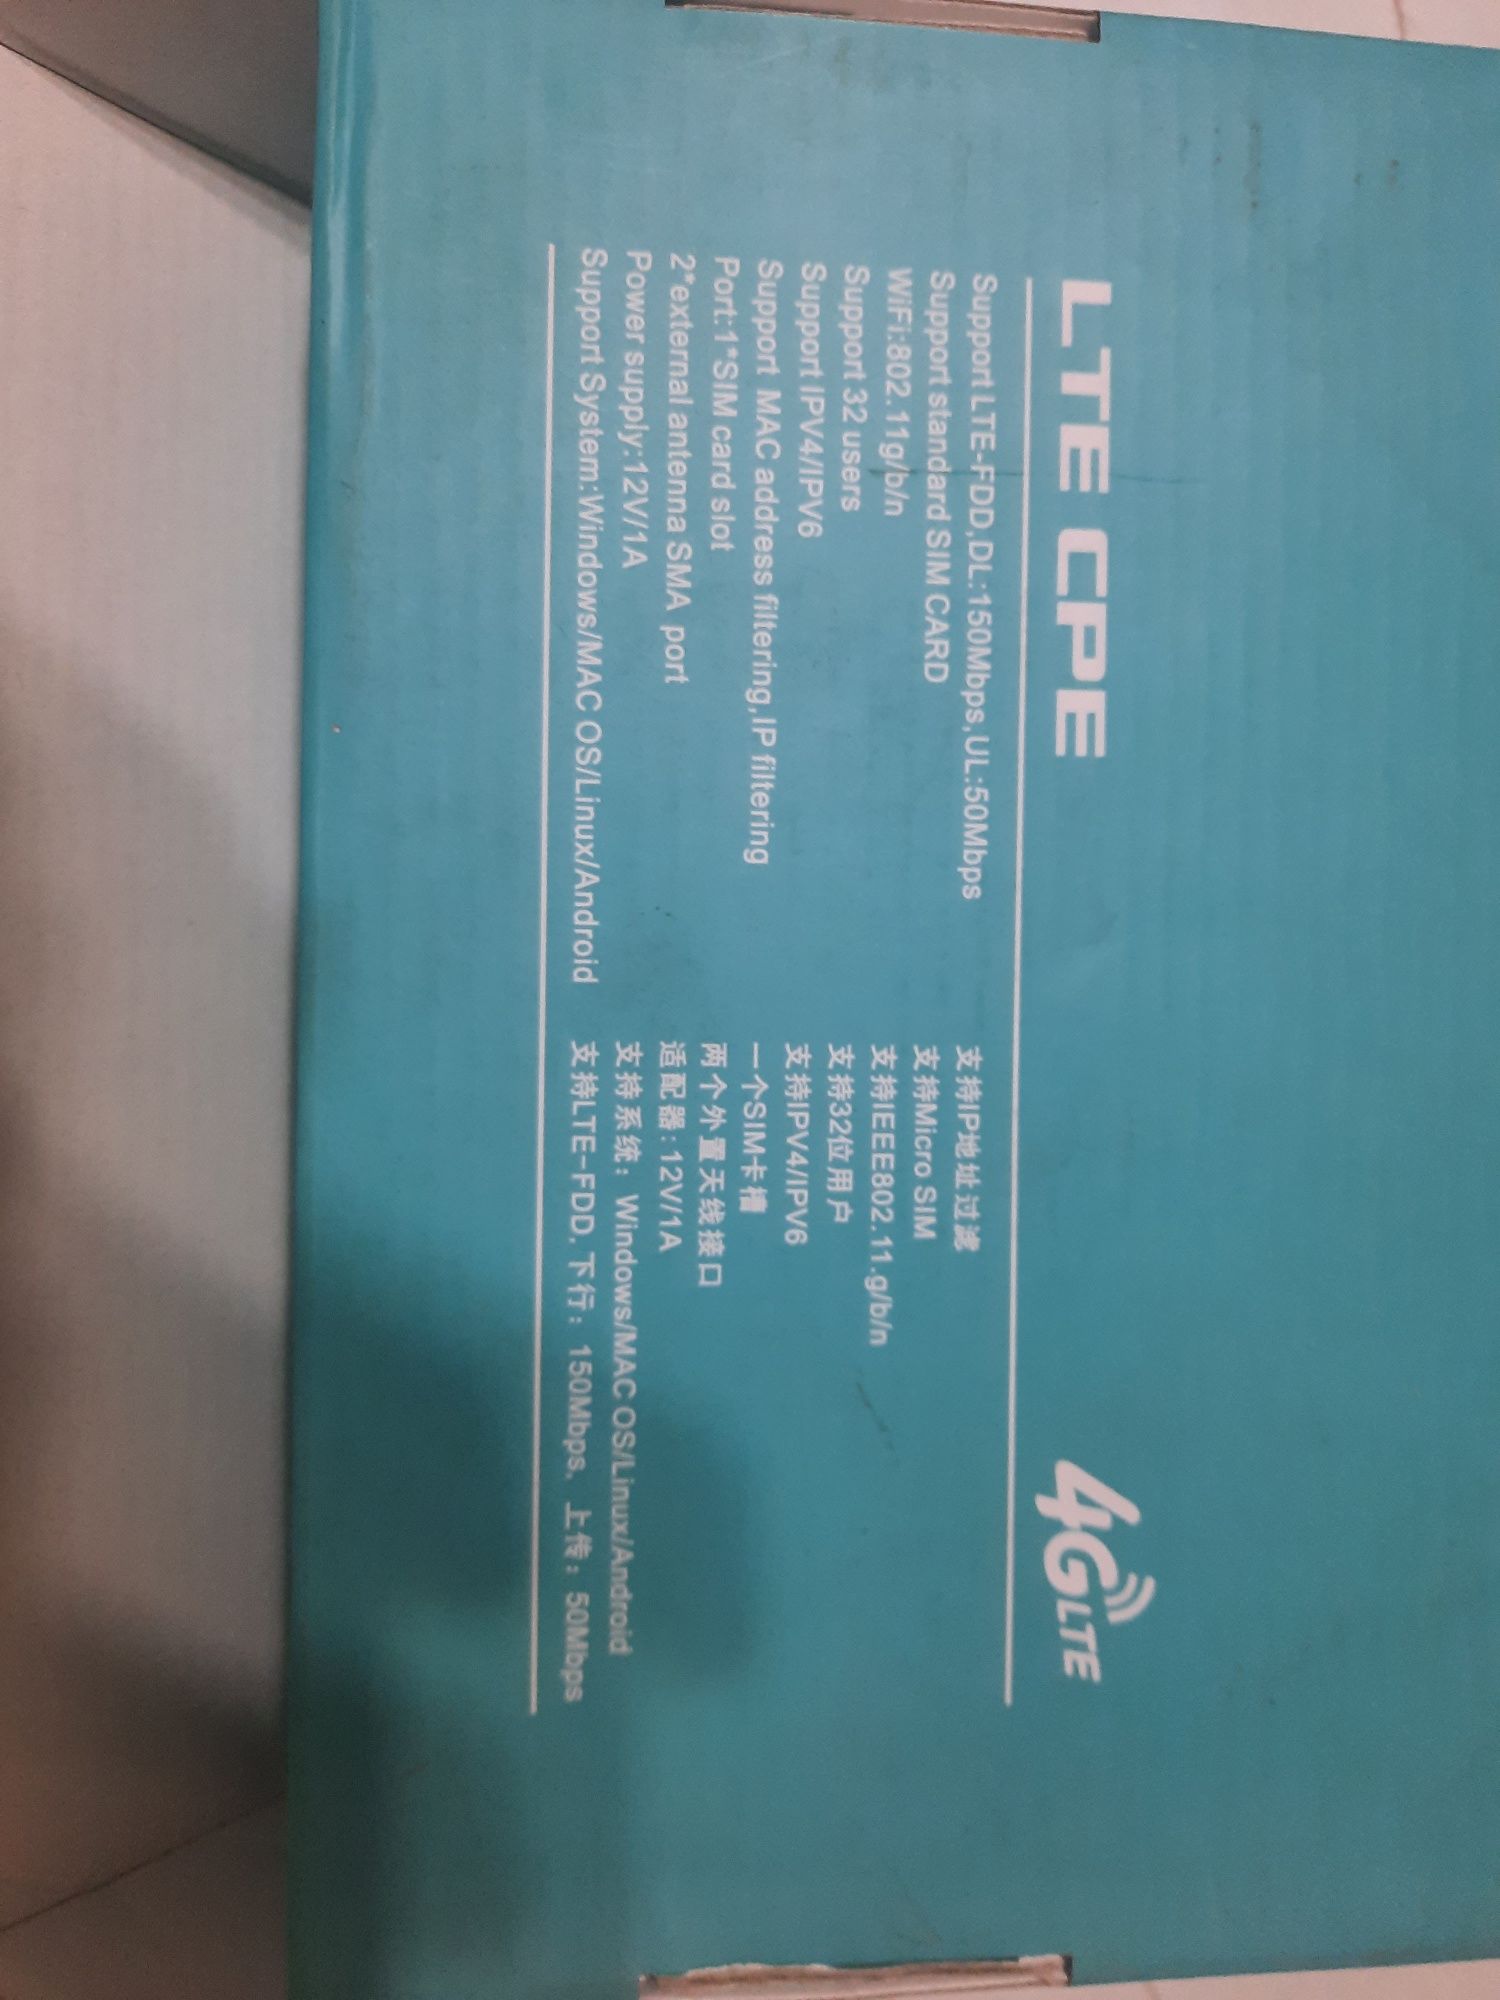 LTE CPE
4G LTE
Support LTE-FDD,DL:150Mbps,UL:50Mbps
Support standard SIM CARD
WiFi:802.11g/b/n
Support 32 users
Support IPV4/IPV6
Support MAC address filtering,IP filtering
Port:1*SIM card slot
2*external antenna SMA port
Power supply:12V/1A
Support System:Windows/MAC OS/Linux/Android
支持IP地址过滤
支持Micro SIM
支持IEEE802.11.g/b/n
支持32位用户
支持IPV4/IPV6
一个SIM卡槽
两个外置天线接口
适配器:12V/1A
支持系统：Windows/MAC OS/Linux/Android
支持LTE-FDD, 下行：150Mbps, 上传：50Mbps